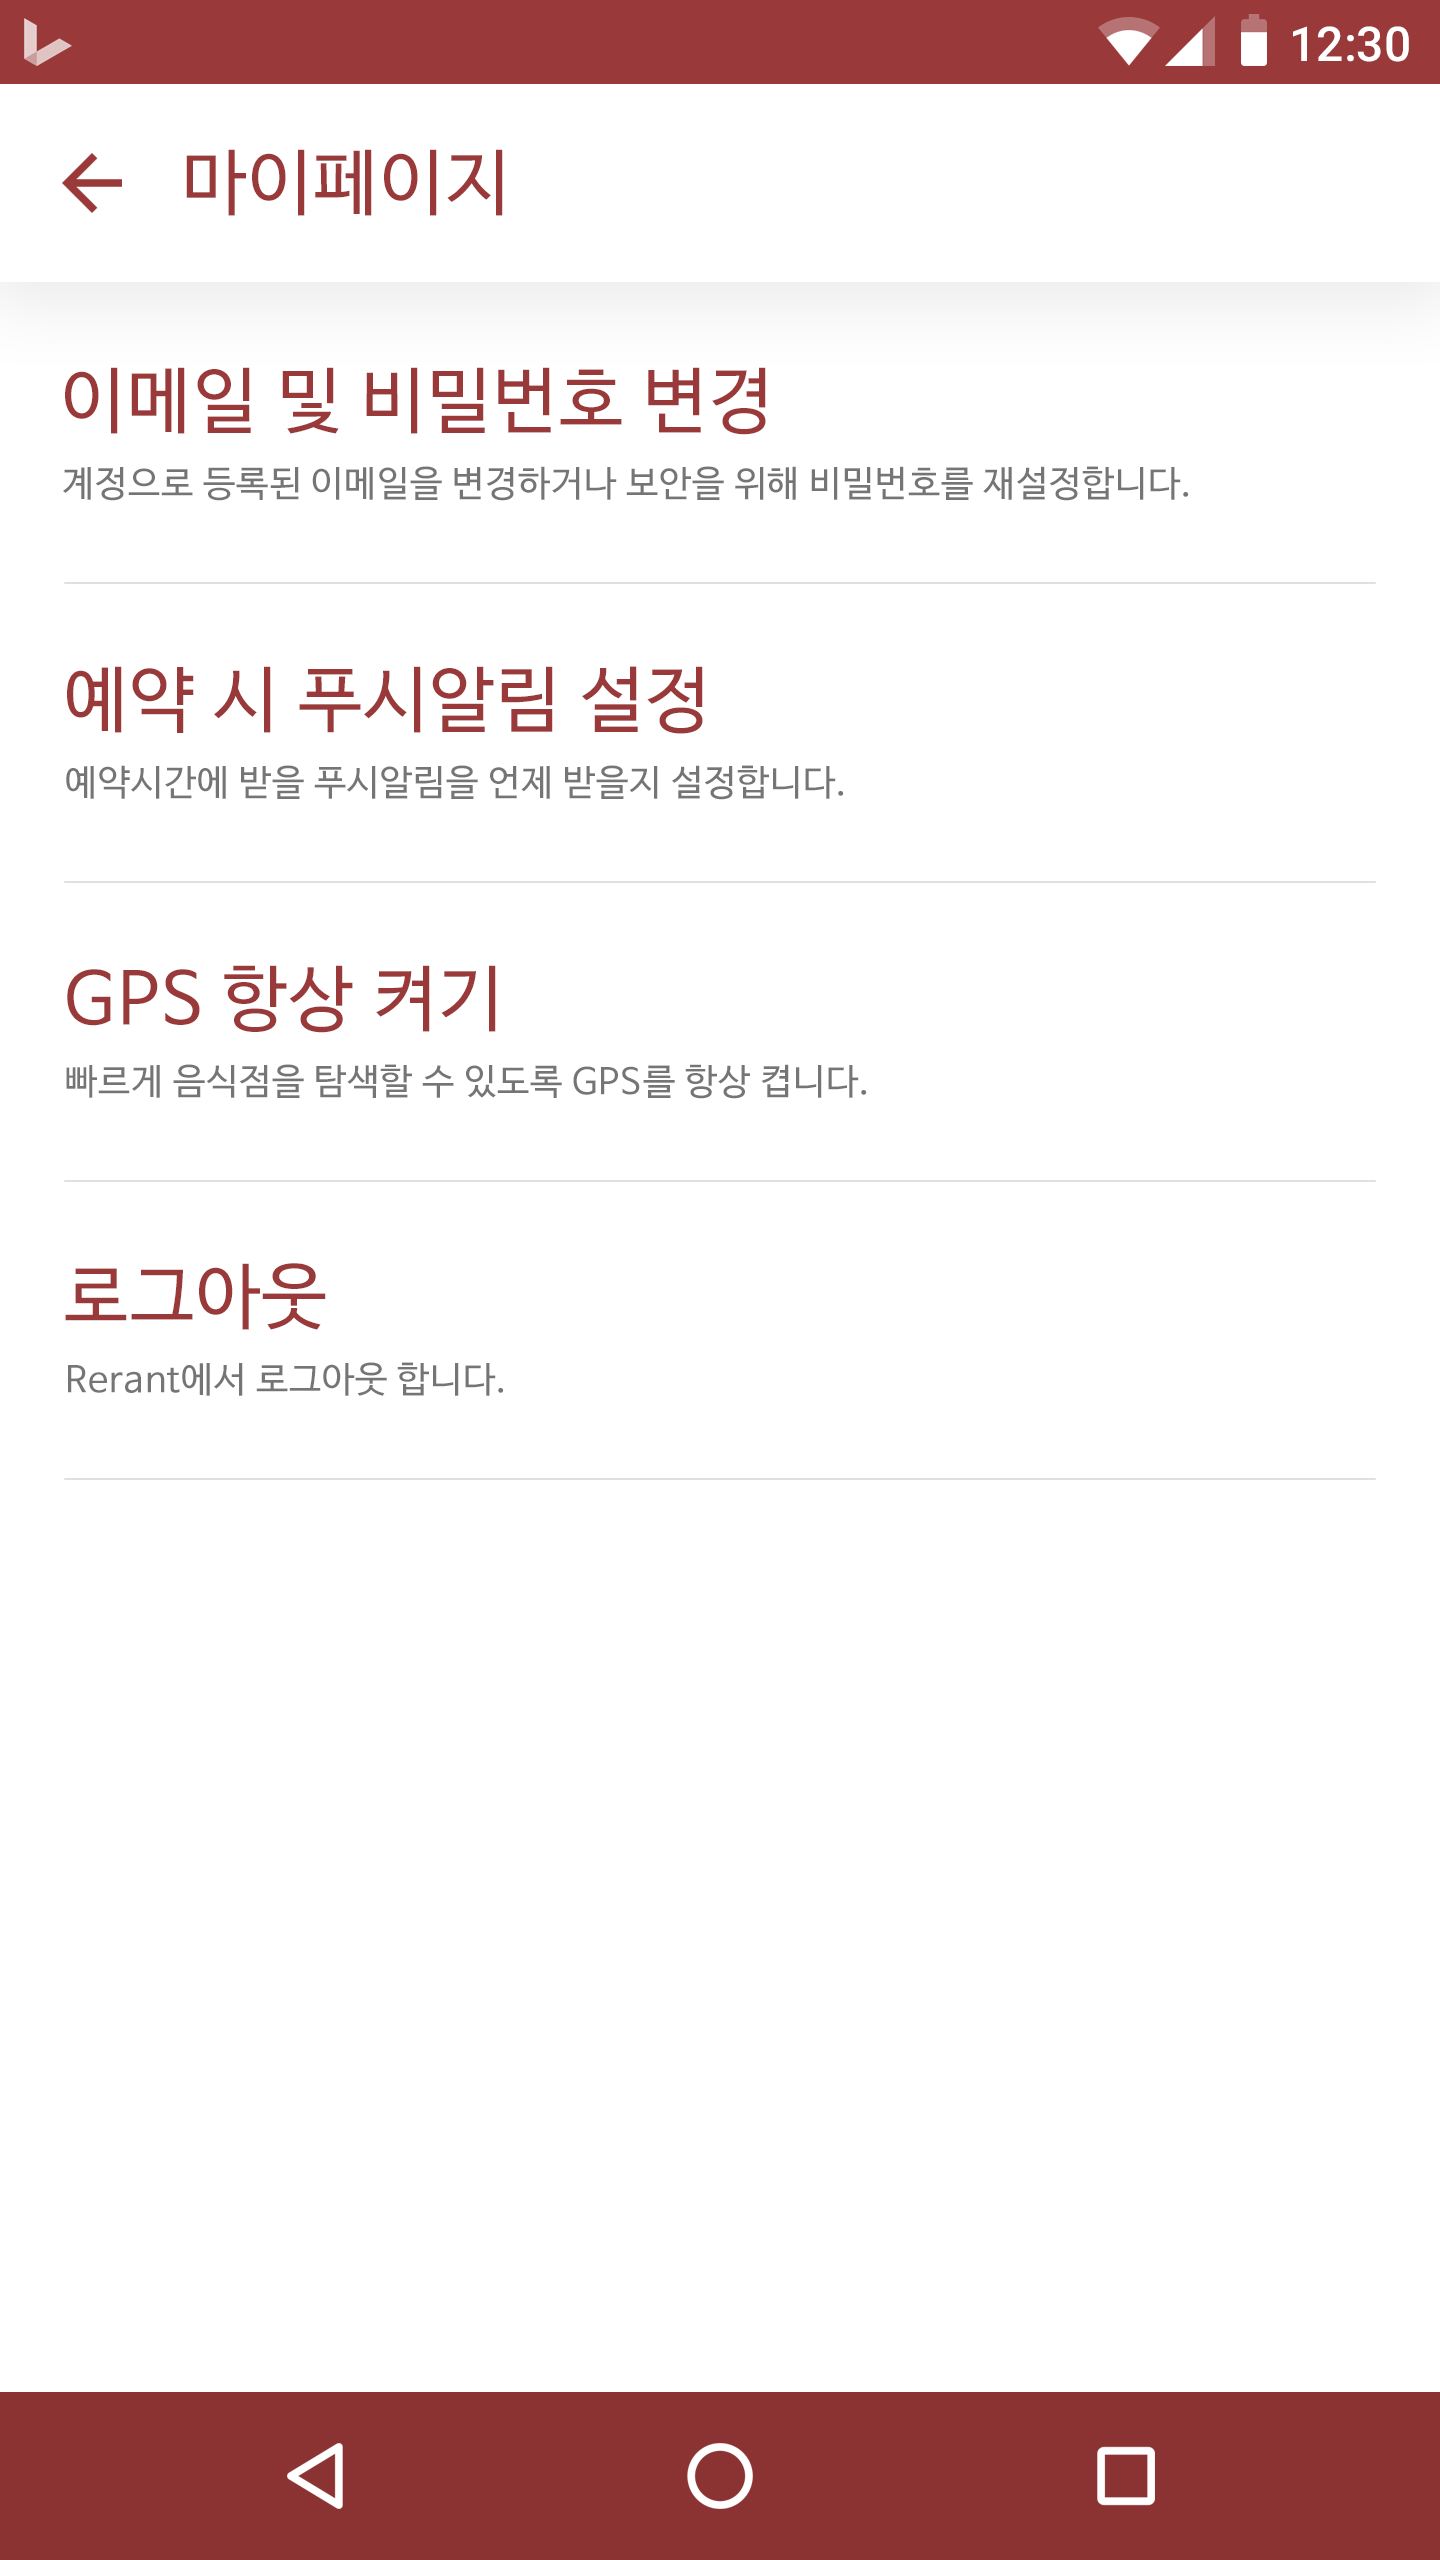 12:30
마이페이지
이메일 및 비밀번호 변경
계정으로 등록된 이메일을 변경하거나 보안을 위해 비밀번호를 재설정합니다.
예약 시 푸시알림 설정
예약시간에 받을 푸시알림을 언제 받을지 설정합니다.
GPS 항상 켜기
빠르게 음식점을 탐색할 수 있도록 GPS를 항상 켭니다.
로그아웃
Rerant에서 로그아웃 합니다.